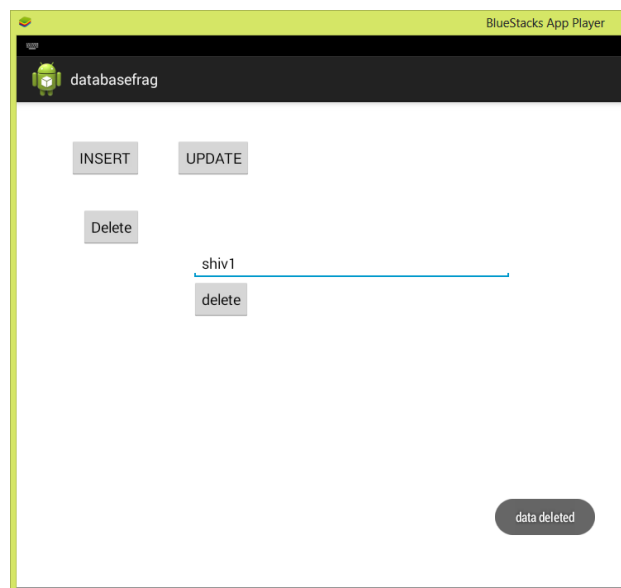 BlueStacks App Player
databasefrag
INSERT UPDATE
Delete
shiv1
delete
data deleted